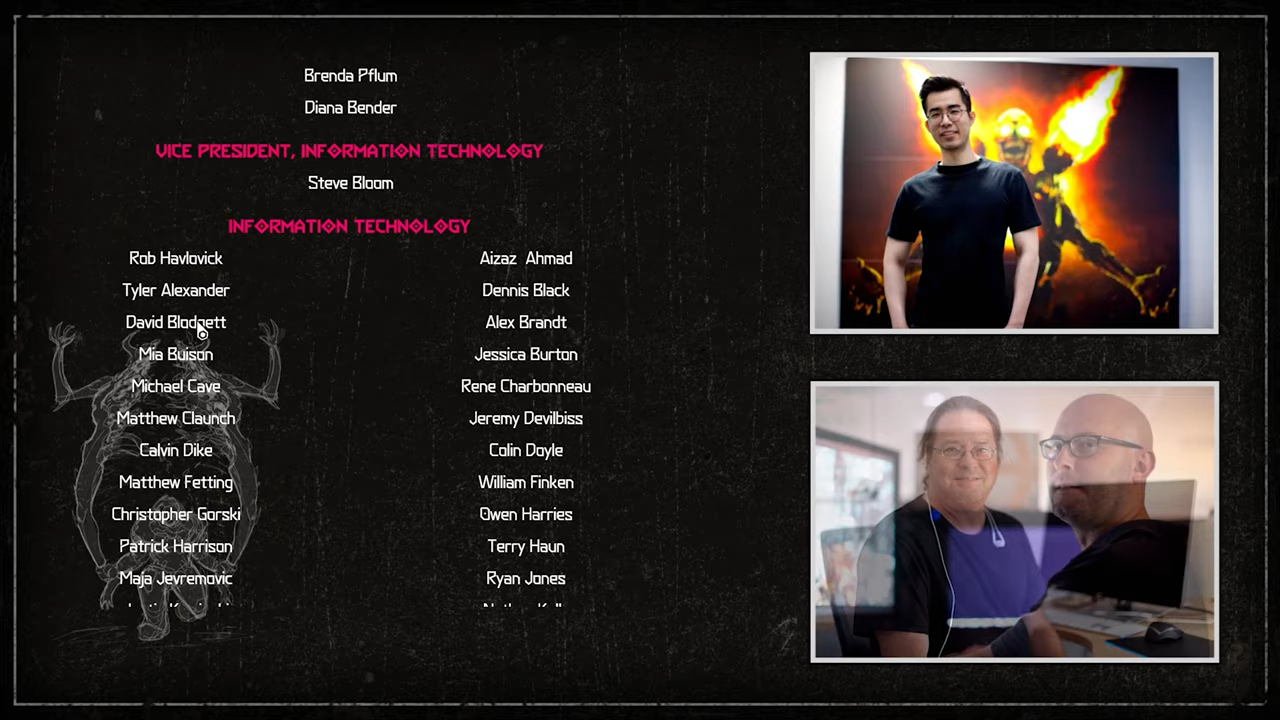 Brenda Pflum
Diana Bender
VICE PRESIDENT, INFORMATION TECHNOLOGY
Steve Bloom
INFORMATION TECHNOLOGY
Rob Havlovick Aizaz Ahmad
Tyler Alexander Dennis Black
David Blodgett Alex Brandt
Mia Buison Jessica Burton
Michael Cave Rene Charbonneau
Matthew Claunch Jeremy Devilbiss
Calvin Dike Colin Doyle
Matthew Fetting William Finken
Christopher Gorski Owen Harries
Patrick Harrison Terry Haun
Maja Jevremovic Ryan Jones